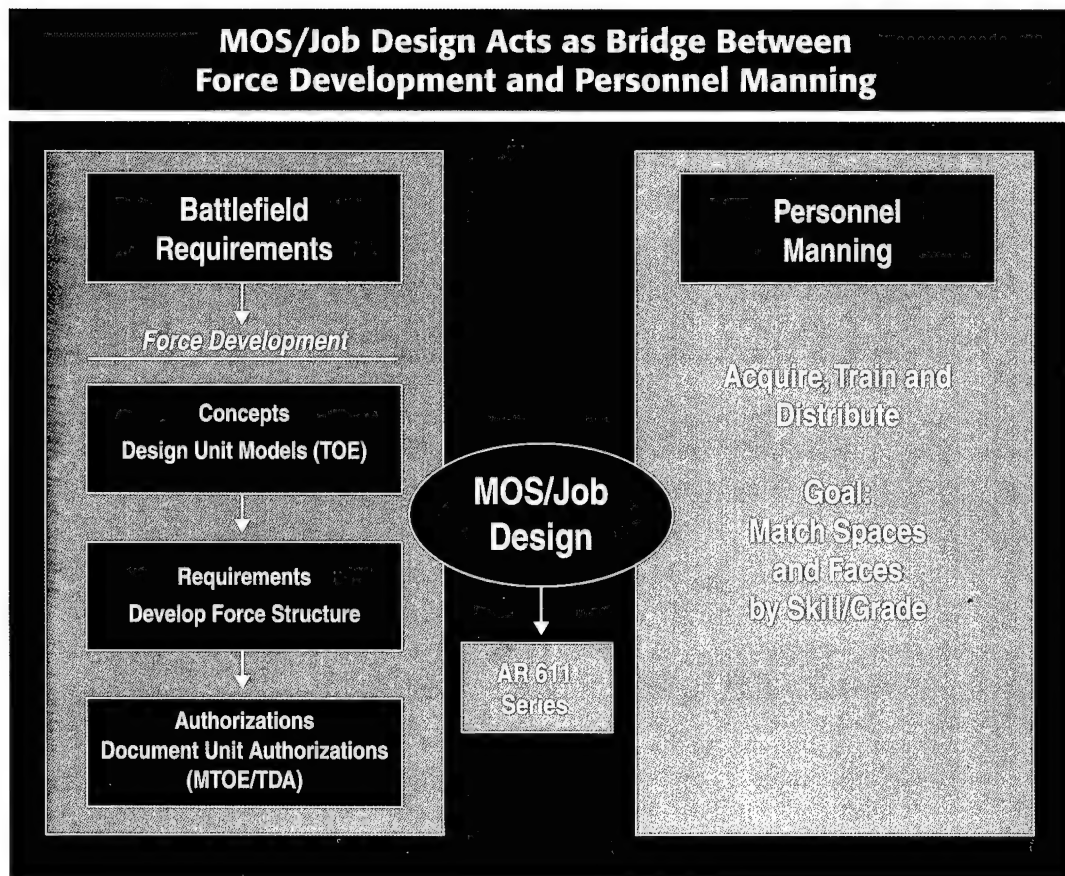 MOS/Job Design Acts as Bridge Between
Force Development and Personnel Manning
Battlefield
Requirements
Force Development
Concepts
Design Unit Models (TOE)
Requirements
Develop Force Structure
Authorizations
Document Unit Authorizations
(MTOE/TDA)
MOS/Job
Design
AR 611
Series
Personnel
Manning
Acquire, Train and
Distribute
Goal:
Match Spaces
and Faces
by Skill/Grade